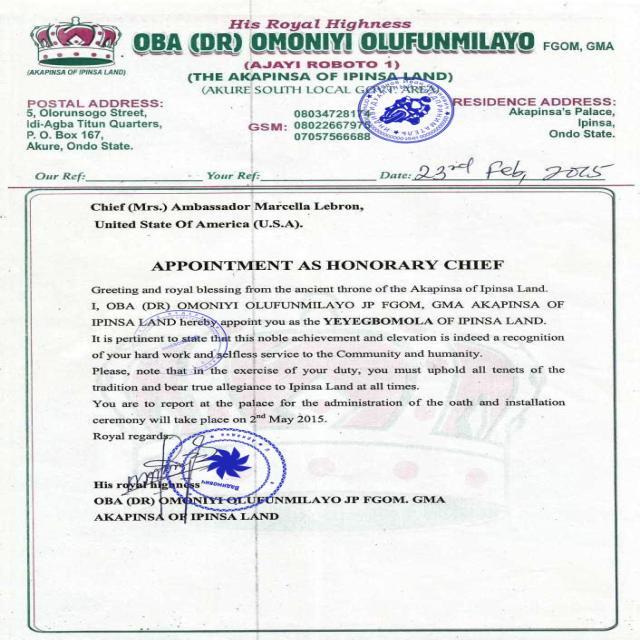 His Royal Highness
OBA (DR) OMONIYI OLUFUNMILAYO FGOM, GMA
(AJAYI ROBOTO 1)
(THE AKAPINSA OF IPINSA LAND)
(AKURE SOUTH LOCAL GOVT. AREA)
(AKAPINSA OF IPINSA LAND)
POSTAL ADDRESS:
5, Olorunsogo Street,
Idi-Agba Titun Quarters,
P. O. Box 167,
Akure, Ondo State.
GSM:
0803472817
0802266797
07057566688
RESIDENCE ADDRESS:
Akapinsa's Palace,
Ipinsa,
Ondo State.
Our Ref: Your Ref: Date: 23rd Feb, 2025
Chief (Mrs.) Ambassador Marcella Lebron,
United State Of America (U.S.A).
APPOINTMENT AS HONORARY CHIEF
Greeting and royal blessing from the ancient throne of the Akapinsa of Ipinsa Land.
I, OBA (DR) OMONIYI OLUFUNMILAYO JP FGOM, GMA AKAPINSA OF
IPINSA LAND hereby appoint you as the YEYEGBOMOLA OF IPINSA LAND.
It is pertinent to state that this noble achievement and elevation is indeed a recognition
of your hard work and selfless service to the Community and humanity.
Please, note that in the exercise of your duty, you must uphold all tenets of the
tradition and bear true allegiance to Ipinsa Land at all times.
You are to report at the palace for the administration of the oath and installation
ceremony will take place on 2nd May 2015.
Royal regards
His royal highness
OBA (DR) OMONIYI OLUFUNMILAYO JP FGOM. GMA
AKAPINSA OF IPINSA LAND